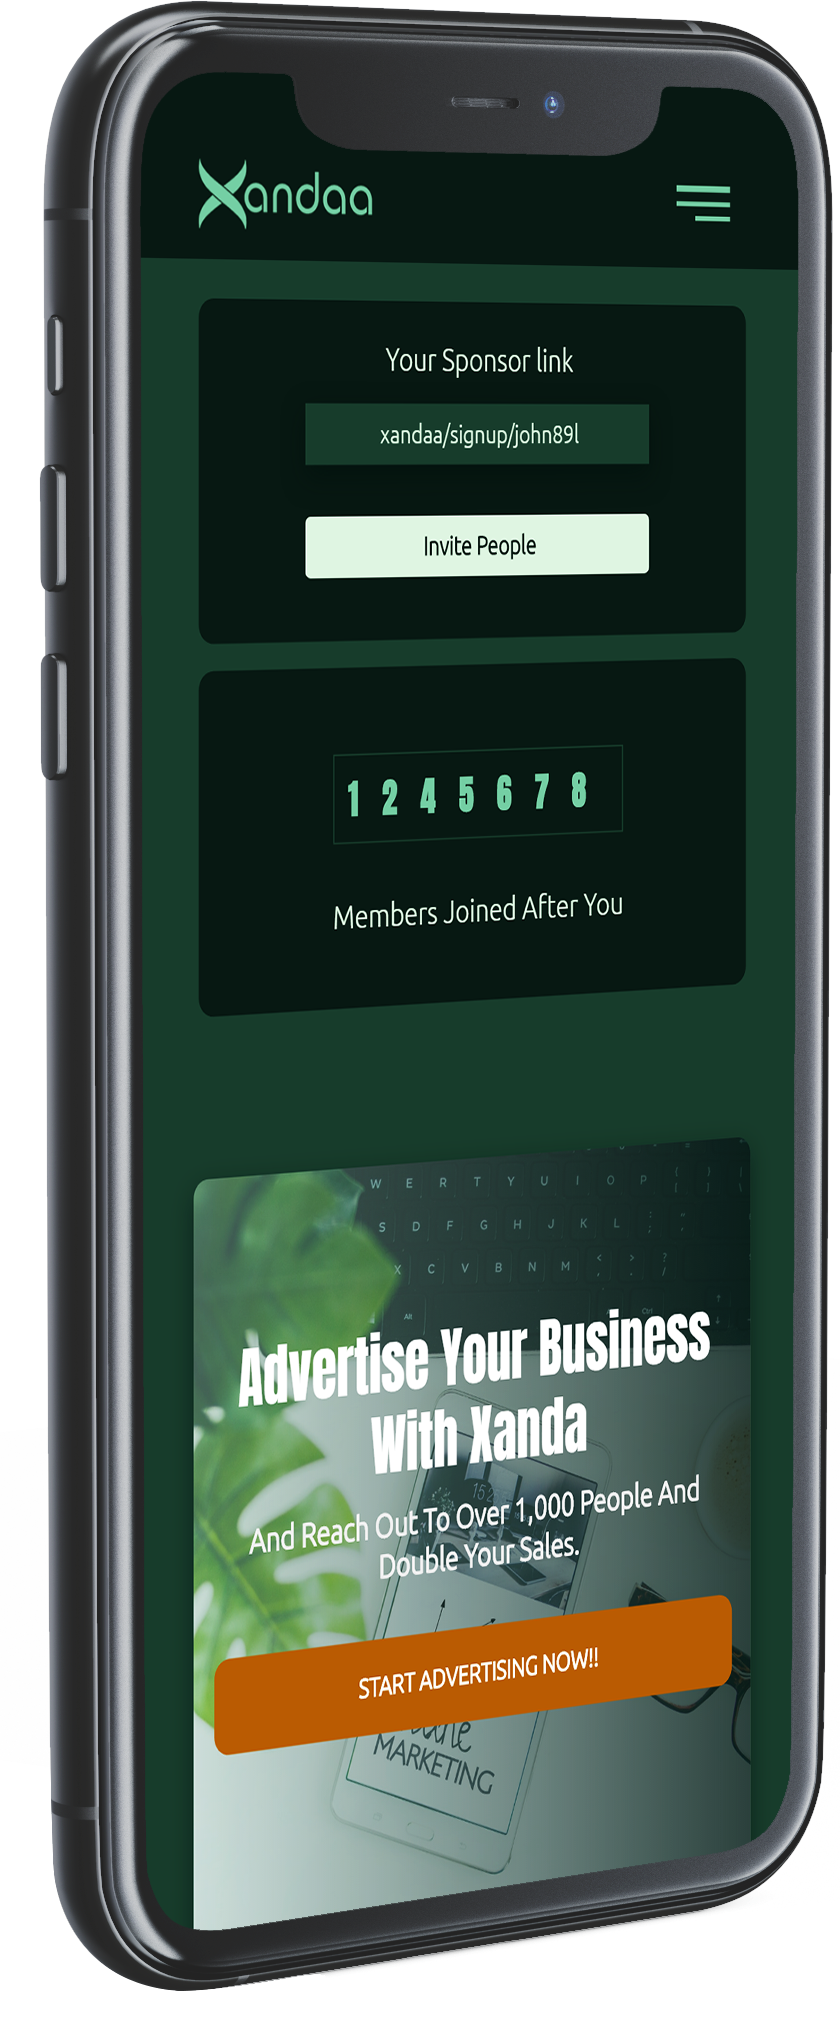 Xandaa
Your Sponsor link
xandaa/signup/john89l
Invite People
1 2 4 5 6 7 8
Members Joined After You
W E R T Y U I O P { }
S D F G H J K L : "
X C V B N M < > ?
Alt Ctrl
Advertise Your Business
With Xanda
And Reach Out To Over 1,000 People And
Double Your Sales.
START ADVERTISING NOW!!
MARKETING